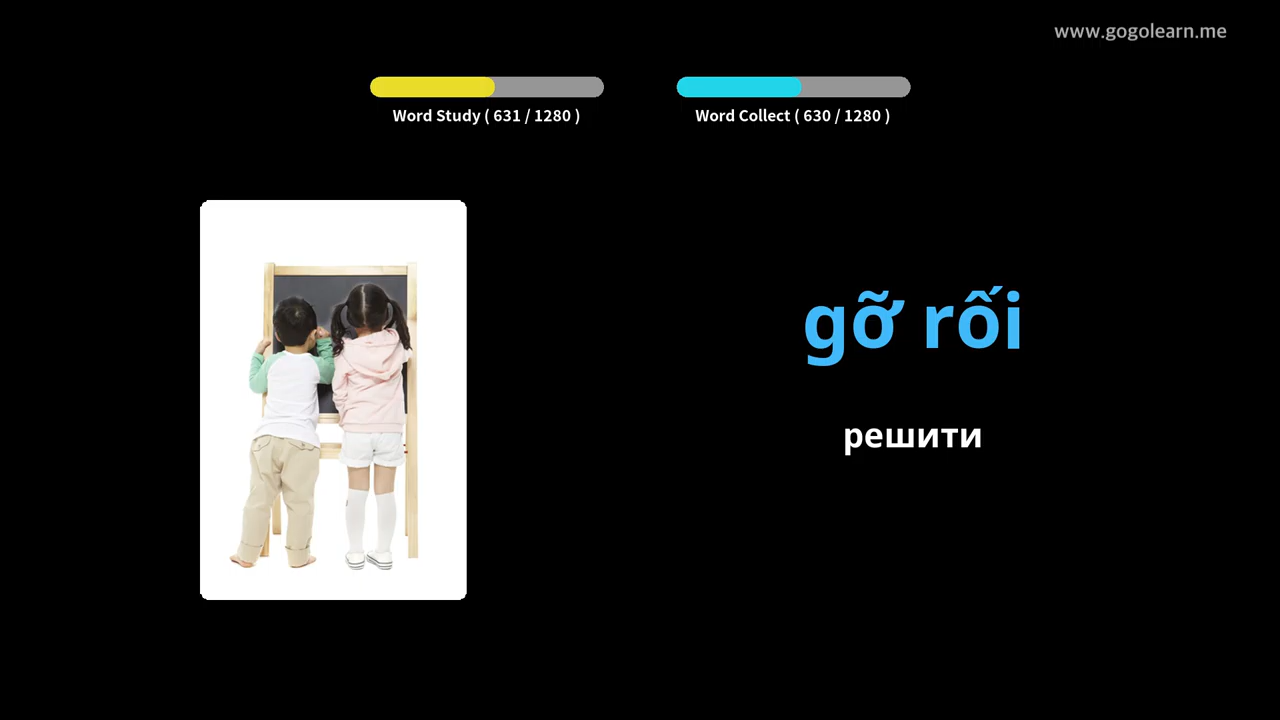 www.gogolearn.me
Word Study ( 631 / 1280 )
Word Collect ( 630 / 1280 )
gỡ rối
решити